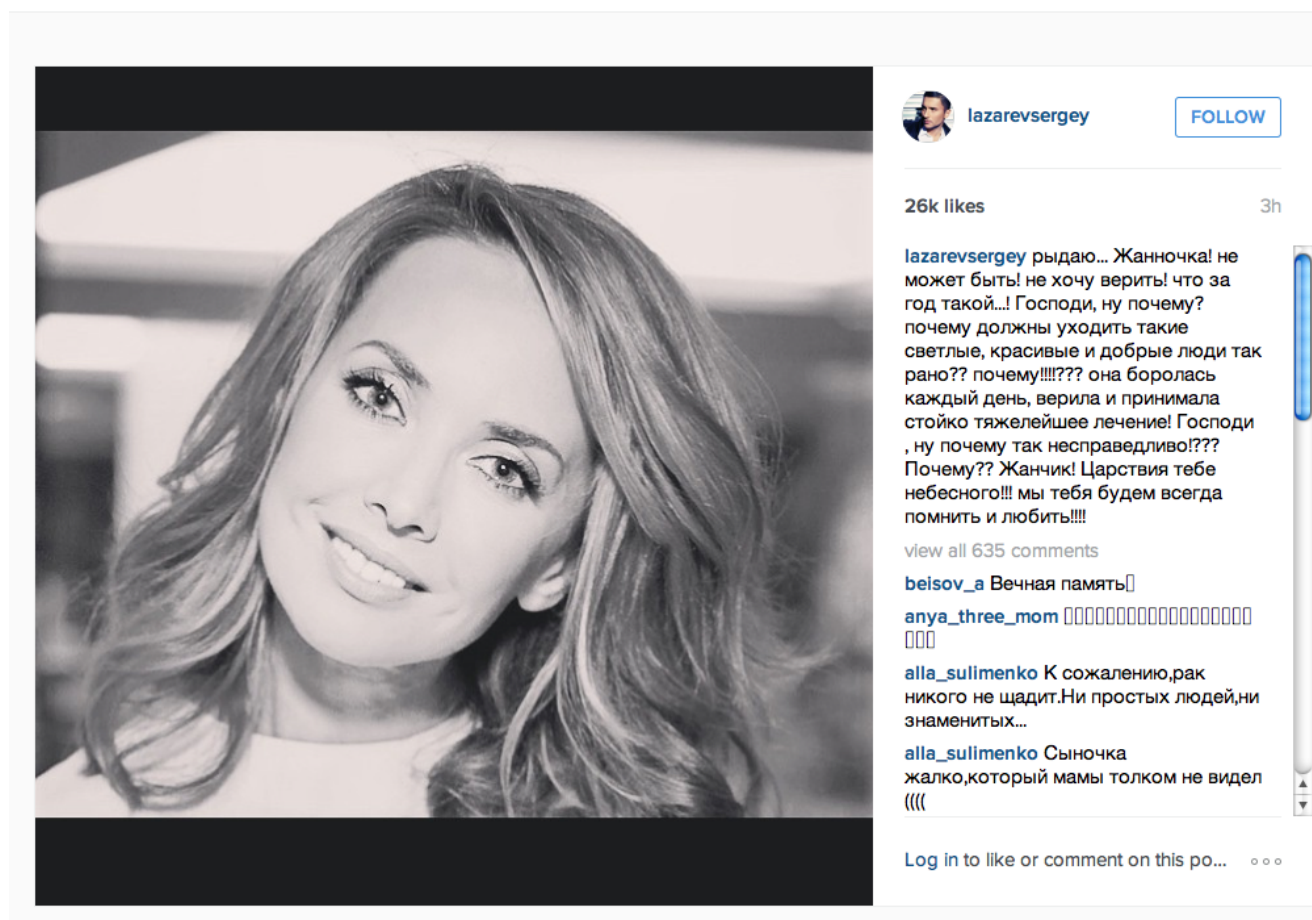 lazarevsergey
FOLLOW
26k likes
3h
lazarevsergey рыдаю... Жанночка! не
может быть! не хочу верить! что за
год такой...! Господи, ну почему?
почему должны уходить такие
светлые, красивые и добрые люди так
рано?? почему!!!!??? она боролась
каждый день, верила и принимала
стойко тяжелейшее лечение! Господи
, ну почему так несправедливо!???
Почему?? Жанчик! Царствия тебе
небесного!!! мы тебя будем всегда
помнить и любить!!!!
view all 635 comments
beisov_a Вечная память
anya_three_mom
alla_sulimenko К сожалению,рак
никого не щадит.Ни простых людей,ни
знаменитых...
alla_sulimenko Сыночка
жалко,который мамы толком не видел
((((
Log in to like or comment on this po...